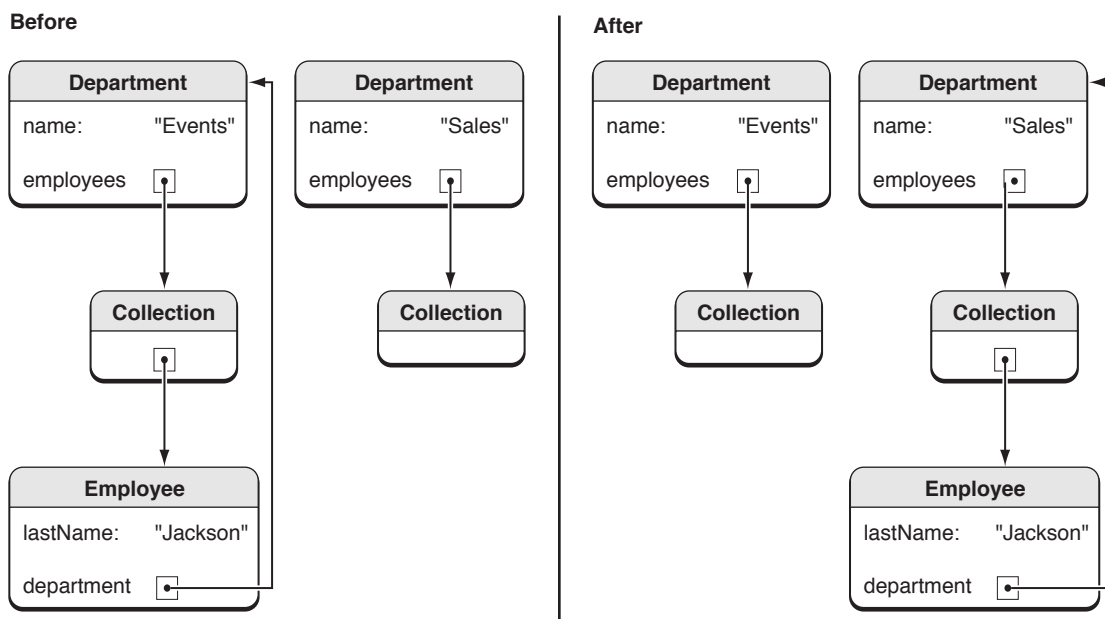 Before
Department
name: "Events"
employees
Department
name: "Sales"
employees
Collection
Collection
Employee
lastName: "Jackson"
department
After
Department
name: "Events"
employees
Department
name: "Sales"
employees
Collection
Collection
Employee
lastName: "Jackson"
department